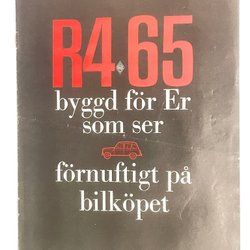 R4 65
byggd för Er
som ser
förnuftigt på
bilköpet